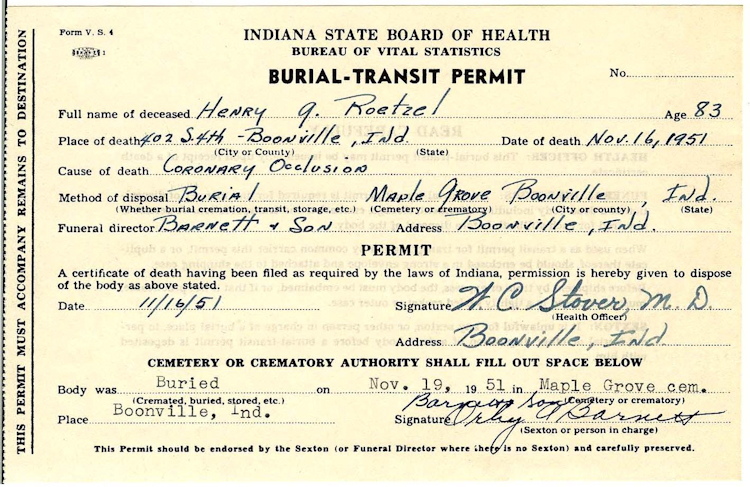 THIS PERMIT MUST ACCOMPANY REMAINS TO DESTINATION
Form V. S. 4
INDIANA STATE BOARD OF HEALTH
BUREAU OF VITAL STATISTICS
BURIAL-TRANSIT PERMIT
No.
Full name of deceased Henry G. Roetzel Age 83
Place of death 402 S. 4th - Boonville, Ind. Date of death Nov. 16, 1951
(City or County) (State)
Cause of death Coronary Occlusion
Method of disposal Burial Maple Grove Boonville, Ind.
(Whether burial cremation, transit, storage, etc.) (Cemetery or crematory) (City or county) (State)
Funeral director Barnett & Son Address Boonville, Ind.
PERMIT
A certificate of death having been filed as required by the laws of Indiana, permission is hereby given to dispose
of the body as above stated.
Date 11/16/51 Signature W. C. Stover, M. D.
(Health Officer)
Address Boonville, Ind
CEMETERY OR CREMATORY AUTHORITY SHALL FILL OUT SPACE BELOW
Body was Buried on Nov. 19, 1951 in Maple Grove cem.
(Cremated, buried, stored, etc.) (Cemetery or crematory)
Place Boonville, Ind.
Barnett & Son
Signature Barnett
(Sexton or person in charge)
This Permit should be endorsed by the Sexton (or Funeral Director where there is no Sexton) and carefully preserved.